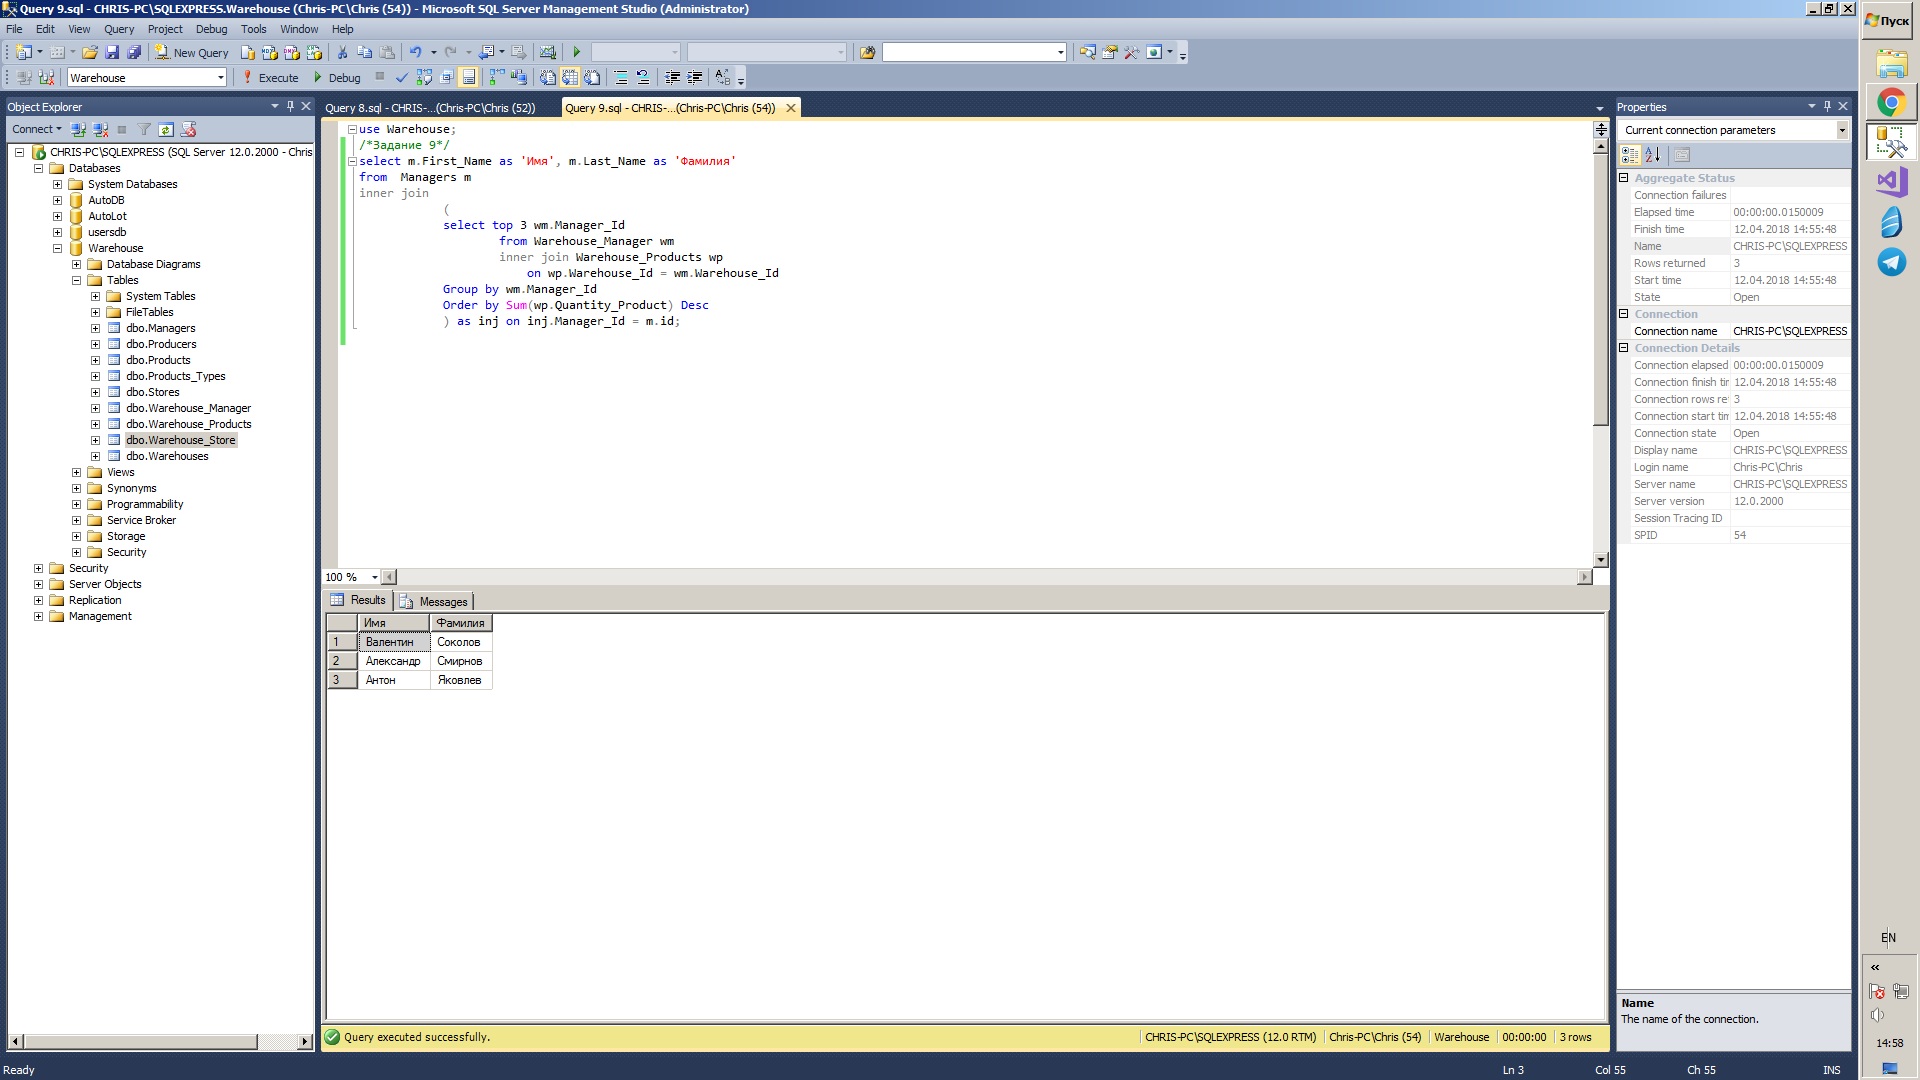 Query 9.sql - CHRIS-PC\SQLEXPRESS.Warehouse (Chris-PC\Chris (54)) - Microsoft SQL Server Management Studio (Administrator)
File Edit View Query Project Debug Tools Window Help
New Query
Warehouse Execute Debug
Object Explorer
Connect
CHRIS-PC\SQLEXPRESS (SQL Server 12.0.2000 - Chris
Databases
System Databases
AutoDB
AutoLot
usersdb
Warehouse
Database Diagrams
Tables
System Tables
FileTables
dbo.Managers
dbo.Producers
dbo.Products
dbo.Products_Types
dbo.Stores
dbo.Warehouse_Manager
dbo.Warehouse_Products
dbo.Warehouse_Store
dbo.Warehouses
Views
Synonyms
Programmability
Service Broker
Storage
Security
Security
Server Objects
Replication
Management
Query 8.sql - CHRIS-...(Chris-PC\Chris (52)) Query 9.sql - CHRIS-...(Chris-PC\Chris (54))
use Warehouse;
/*Задание 9*/
select m.First_Name as 'Имя', m.Last_Name as 'Фамилия'
from  Managers m
inner join
(
select top 3 wm.Manager_Id
from Warehouse_Manager wm
inner join Warehouse_Products wp
on wp.Warehouse_Id = wm.Warehouse_Id
Group by wm.Manager_Id
Order by Sum(wp.Quantity_Product) Desc
) as inj on inj.Manager_Id = m.id;
100 %
Results Messages
Имя Фамилия
1 Валентин Соколов
2 Александр Смирнов
3 Антон Яковлев
Query executed successfully. CHRIS-PC\SQLEXPRESS (12.0 RTM) Chris-PC\Chris (54) Warehouse 00:00:00 3 rows
Properties
Current connection parameters
Aggregate Status
Connection failures
Elapsed time 00:00:00.0150009
Finish time 12.04.2018 14:55:48
Name CHRIS-PC\SQLEXPRESS
Rows returned 3
Start time 12.04.2018 14:55:48
State Open
Connection
Connection name CHRIS-PC\SQLEXPRESS
Connection Details
Connection elapsed 00:00:00.0150009
Connection finish tir 12.04.2018 14:55:48
Connection rows re 3
Connection start tim 12.04.2018 14:55:48
Connection state Open
Display name CHRIS-PC\SQLEXPRESS
Login name Chris-PC\Chris
Server name CHRIS-PC\SQLEXPRESS
Server version 12.0.2000
Session Tracing ID
SPID 54
Name
The name of the connection.
Ready Ln 3 Col 55 Ch 55 INS
Пуск
EN
14:58